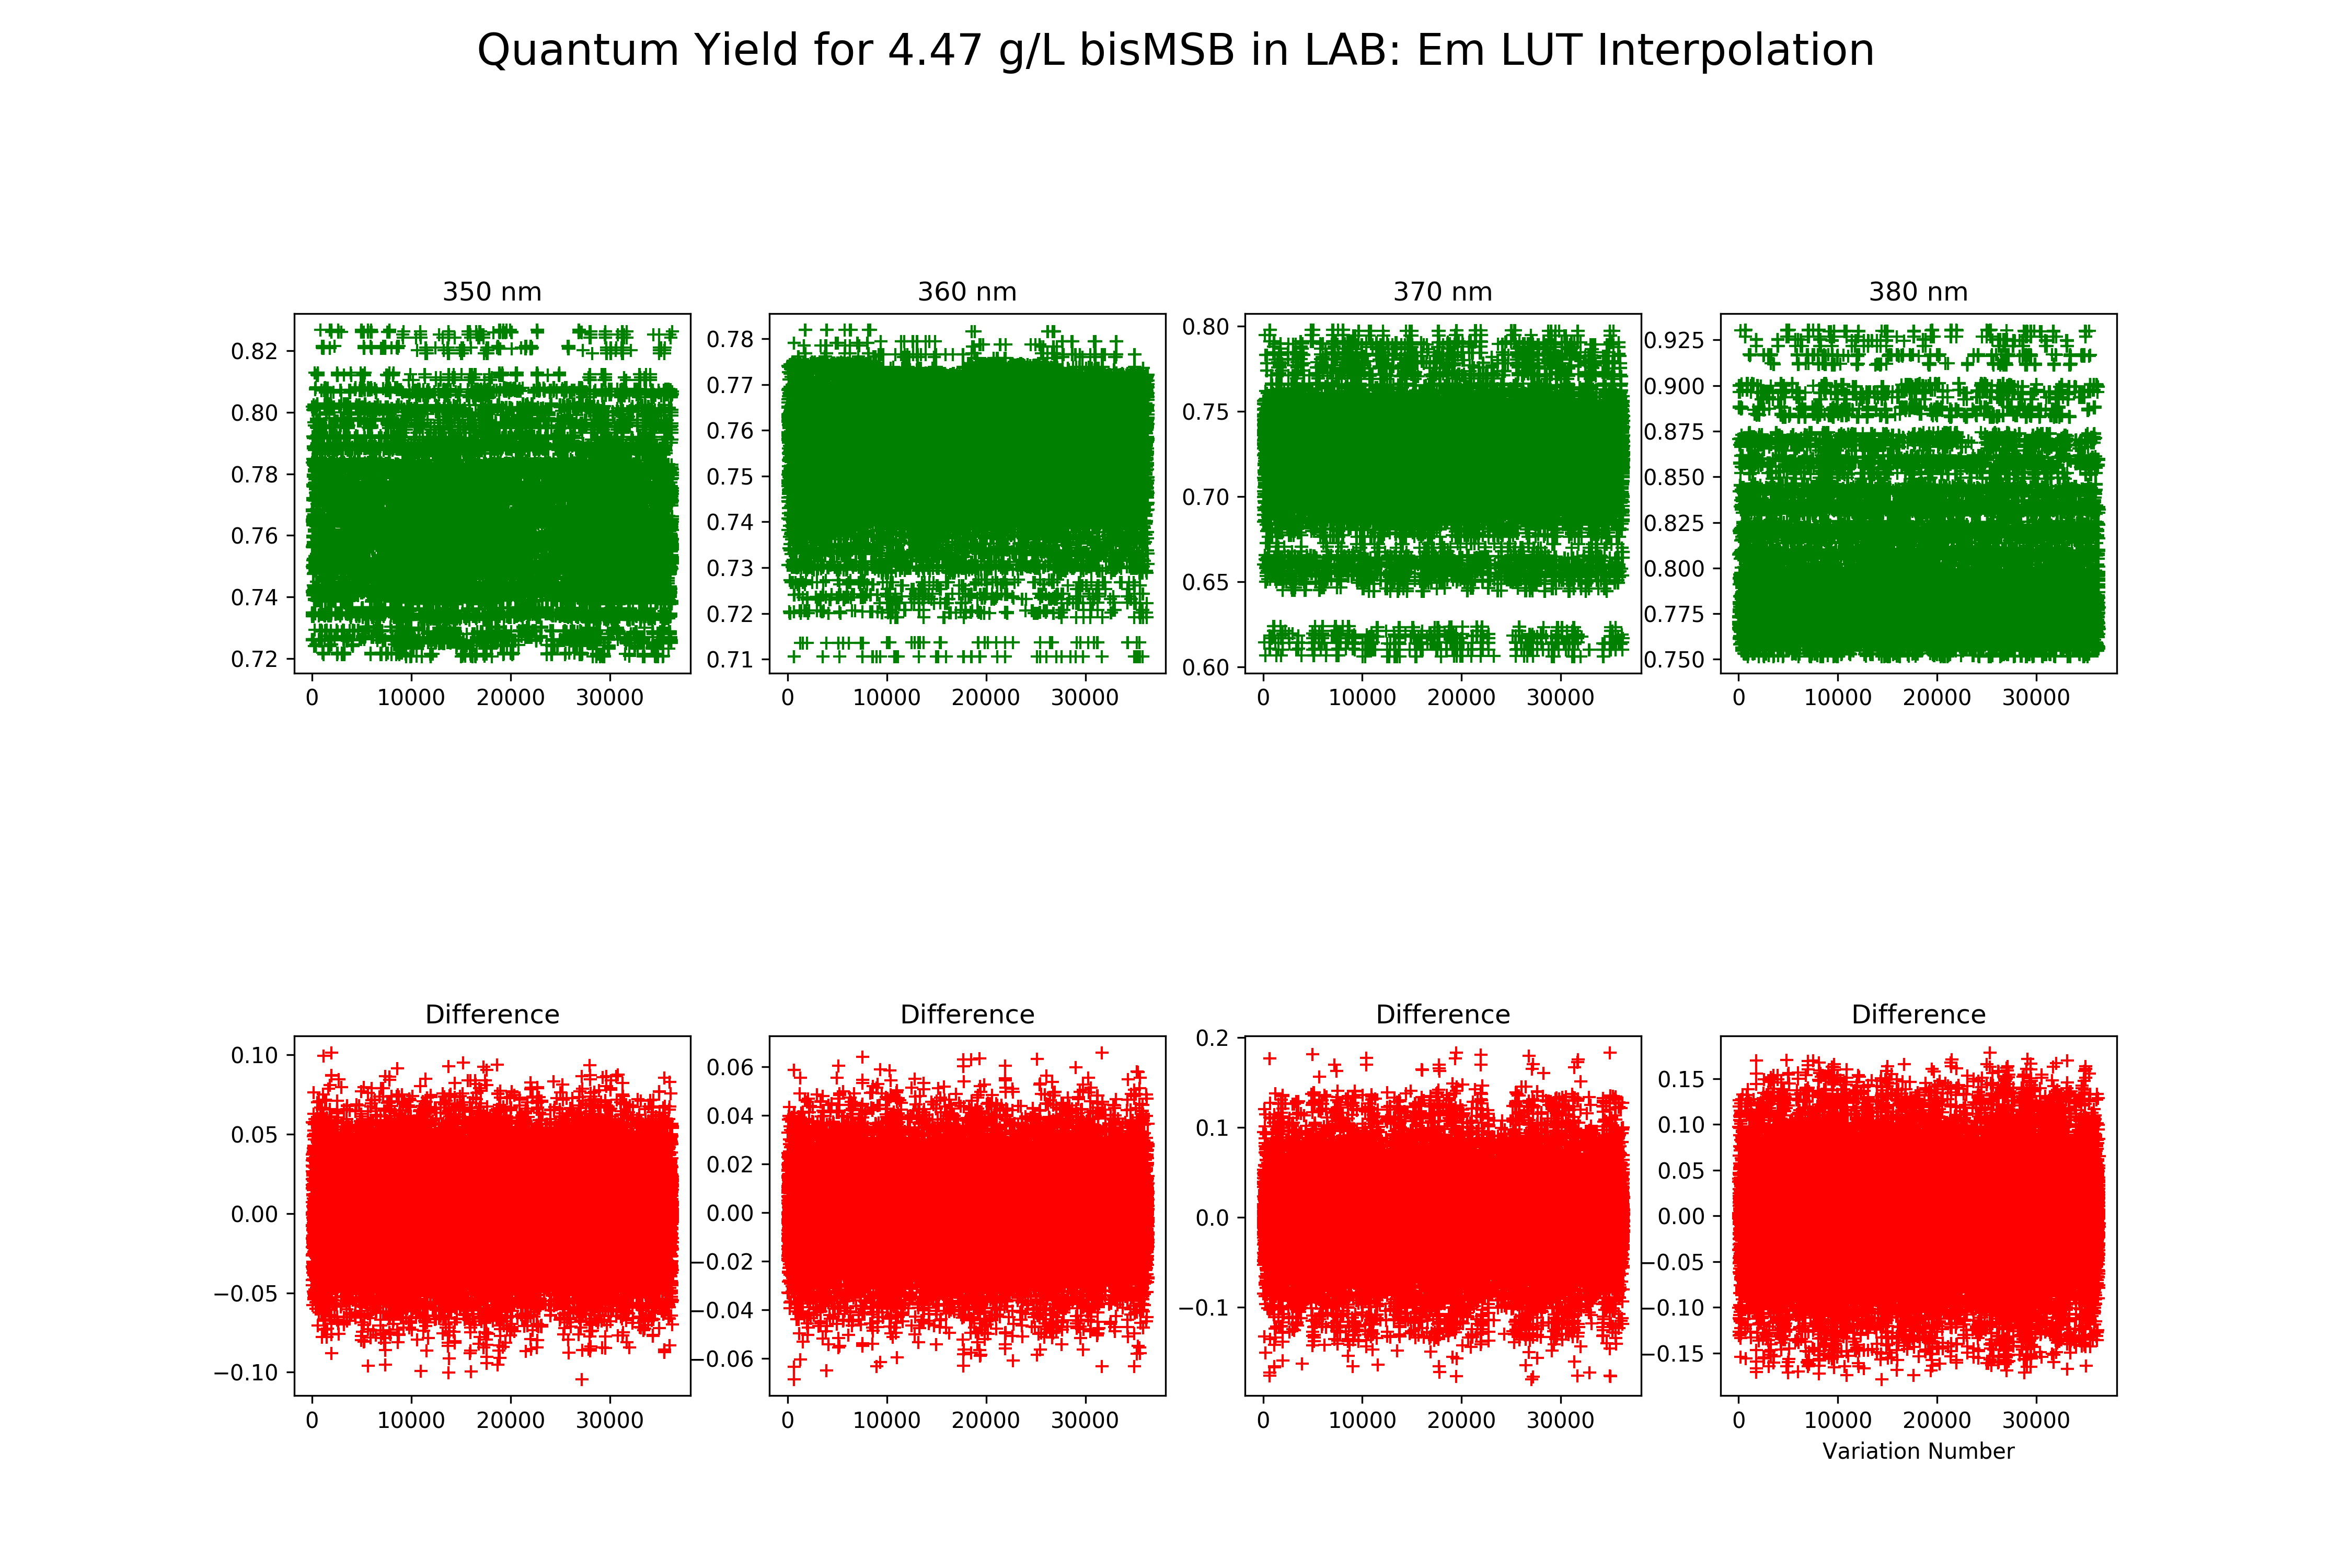 Quantum Yield for 4.47 g/L bisMSB in LAB: Em LUT Interpolation
350 nm
360 nm
370 nm
380 nm
0.82
0.80
0.78
0.76
0.74
0.72
0 10000 20000 30000
0.78
0.77
0.76
0.75
0.74
0.73
0.72
0.71
0 10000 20000 30000
0.80
0.75
0.70
0.65
0.60
0 10000 20000 30000
0.925
0.900
0.875
0.850
0.825
0.800
0.775
0.750
0 10000 20000 30000
Difference
Difference
Difference
Difference
0.10
0.05
0.00
−0.05
−0.10
0 10000 20000 30000
0.06
0.04
0.02
0.00
−0.02
−0.04
−0.06
0 10000 20000 30000
0.2
0.1
0.0
−0.1
0 10000 20000 30000
0.15
0.10
0.05
0.00
−0.05
−0.10
−0.15
0 10000 20000 30000
Variation Number